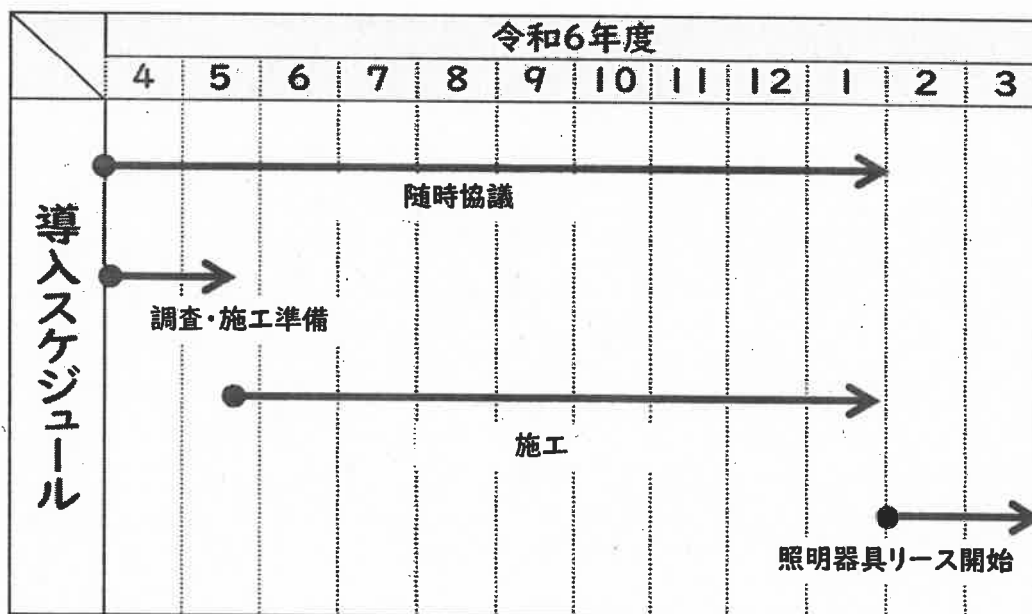 令和6年度
4 5 6 7 8 9 10 11 12 1 2 3
導入スケジュール
随時協議
調査・施工準備
施工
照明器具リース開始